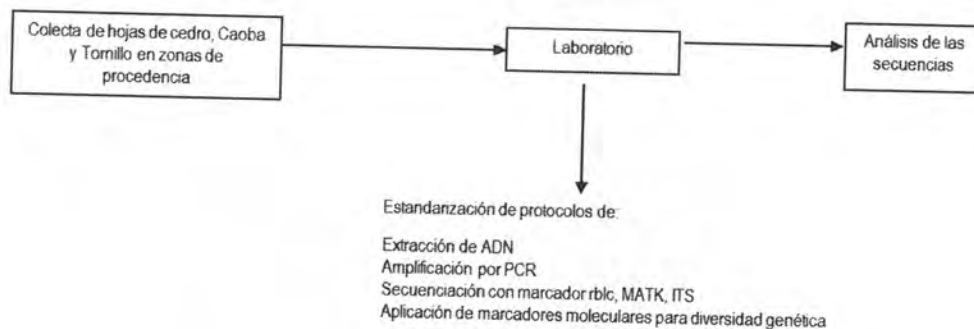 Colecta de hojas de cedro, Caoba
y Tornillo en zonas de
procedencia
Laboratorio
Análisis de las
secuencias
Estandarización de protocolos de:
Extracción de ADN
Amplificación por PCR
Secuenciación con marcador rblc, MATK, ITS
Aplicación de marcadores moleculares para diversidad genética